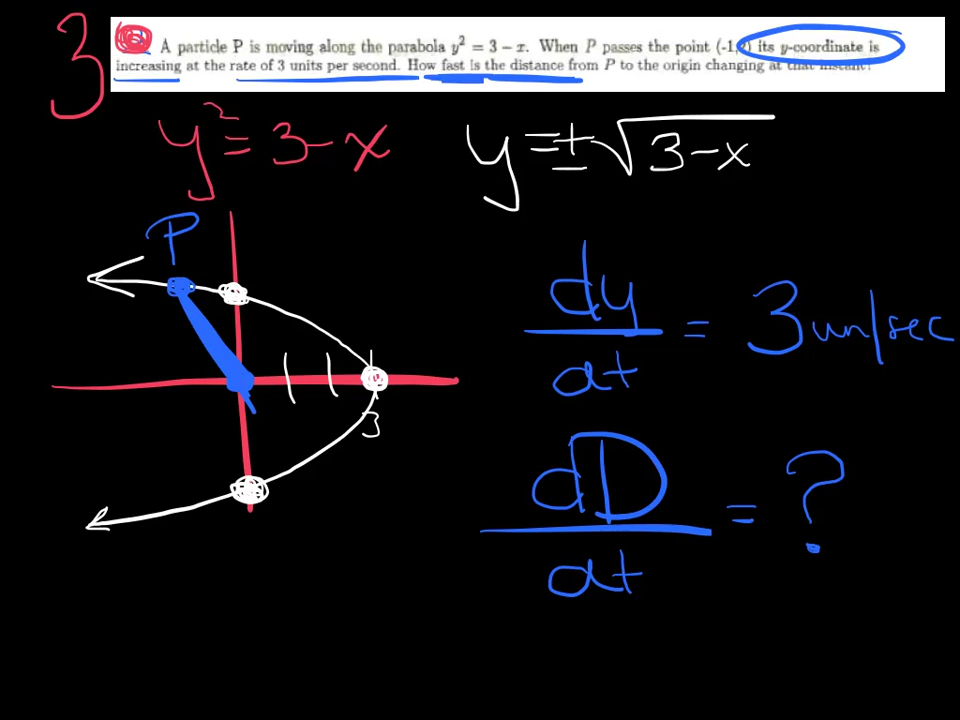 3
A particle P is moving along the parabola y² = 3 − x. When P passes the point (-1, its y-coordinate is
increasing at the rate of 3 units per second. How fast is the distance from P to the origin changing at that instant?
y² = 3 - x
y = ± √3 - x
P
3
dy/dt = 3 un/sec
dD/dt = ?